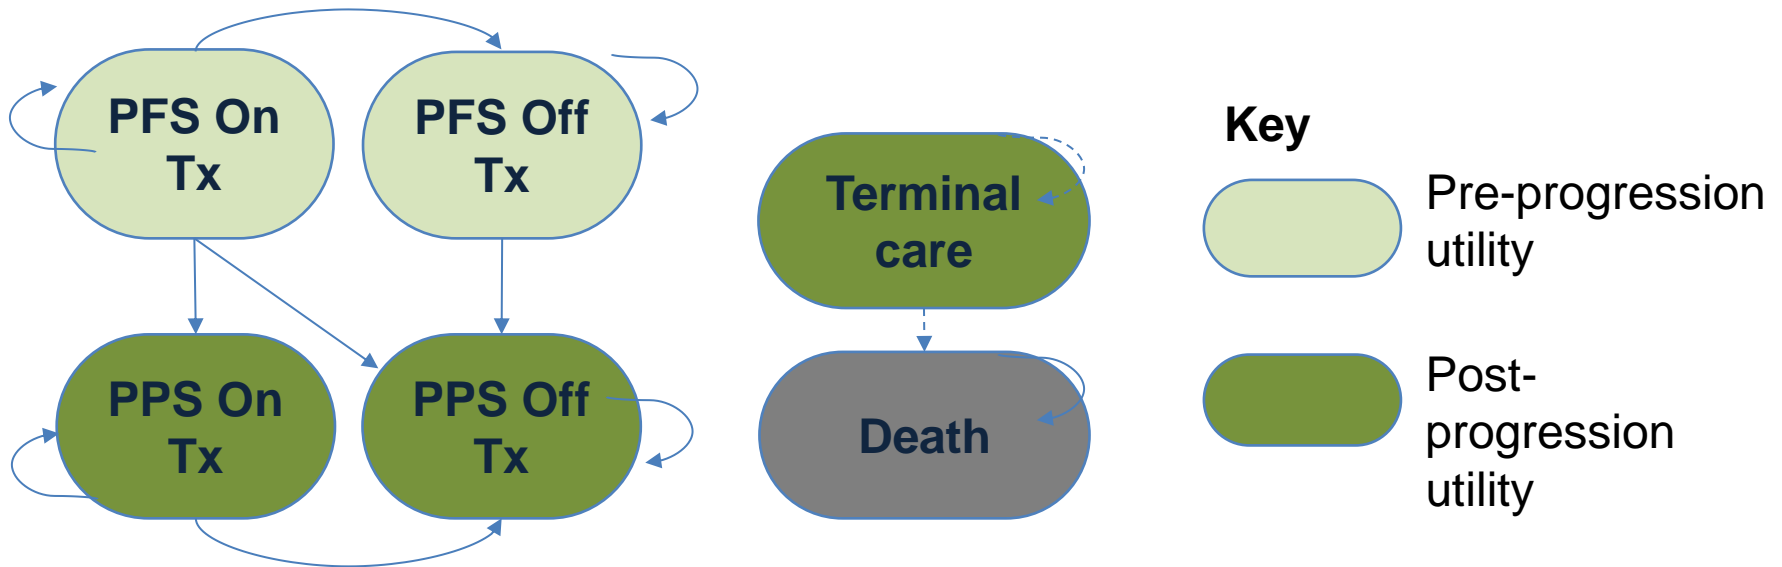 PFS On
Tx
PFS Off
Tx
PPS On
Tx
PPS Off
Tx
Terminal
care
Death
Key
Pre-progression
utility
Post-
progression
utility